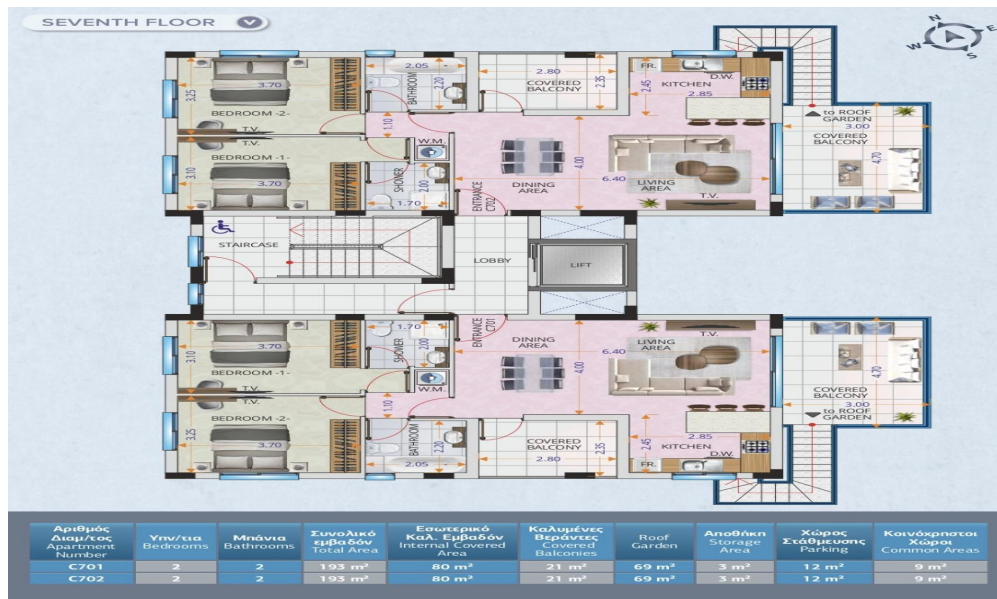 SEVENTH FLOOR
N
W E
S
2.05
BATHROOM
2.20
2.80
COVERED
BALCONY
2.35
FR.
D.W.
KITCHEN
2.45
2.85
3.25
3.70
BEDROOM -2-
T.V.
1.10
W.M.
to ROOF
GARDEN
3.00
COVERED
BALCONY
4.70
BEDROOM -1-
3.10
3.70
SHOWER
2.00
1.70
DINING
AREA
4.00
6.40
LIVING
AREA
T.V.
ENTRANCE
C702
STAIRCASE
LOBBY
LIFT
ENTRANCE
C701
DINING
AREA
4.00
6.40
LIVING
AREA
T.V.
1.70
SHOWER
2.00
W.M.
3.10
3.70
BEDROOM -1-
T.V.
COVERED
BALCONY
3.00
4.70
to ROOF
GARDEN
1.10
BEDROOM -2-
3.25
3.70
BATHROOM
2.20
2.05
COVERED
BALCONY
2.80
2.35
2.45
2.85
KITCHEN
D.W.
FR.
Αριθμός Διαμ/τος Apartment Number Υπν/τια Bedrooms Μπάνια Bathrooms Συνολικό εμβαδόν Total Area Εσωτερικό Καλ. Εμβαδόν Internal Covered Area Καλυμένες Βεράντες Covered Balconies Roof Garden Αποθήκη Storage Area Χώρος Στάθμευσης Parking Κοινόχρηστοι Χώροι Common Areas
C701 2 2 193 m² 80 m² 21 m² 69 m² 3 m² 12 m² 9 m²
C702 2 2 193 m² 80 m² 21 m² 69 m² 3 m² 12 m² 9 m²